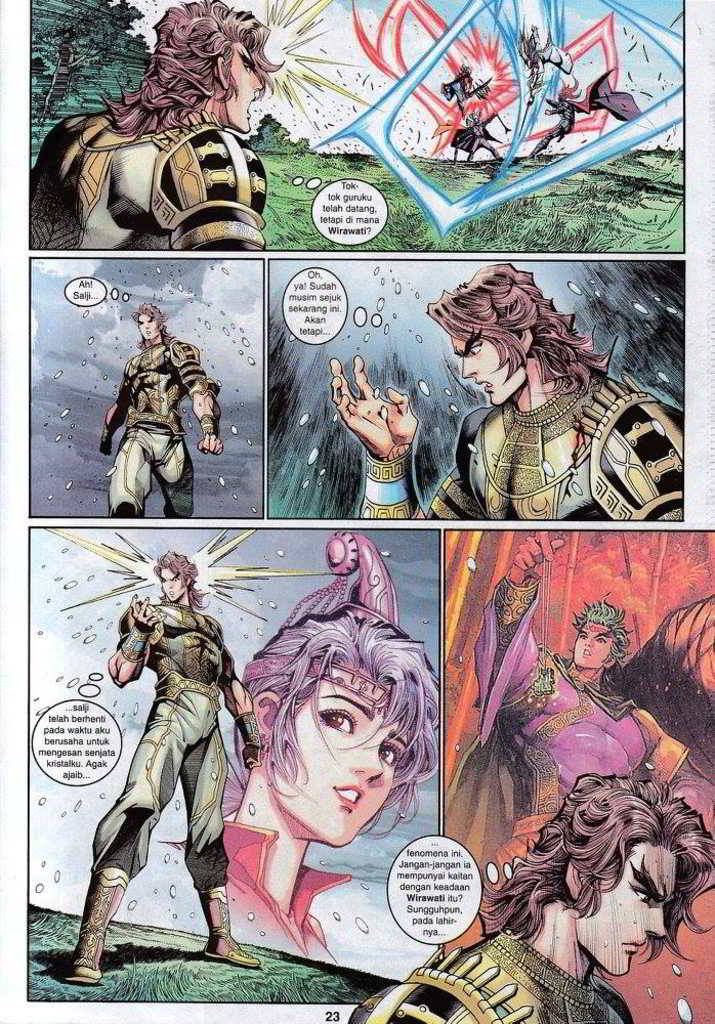 Tok-
tok guruku
telah datang,
tetapi di mana
Wirawati?
Ah!
Salji...
Oh,
ya! Sudah
musim sejuk
sekarang ini.
Akan
tetapi...
...salji
telah berhenti
pada waktu aku
berusaha untuk
mengesan senjata
kristalku. Agak
ajaib...
...
fenomena ini.
Jangan-jangan ia
mempunyai kaitan
dengan keadaan
Wirawati itu?
Sungguhpun,
pada lahir-
nya...
23